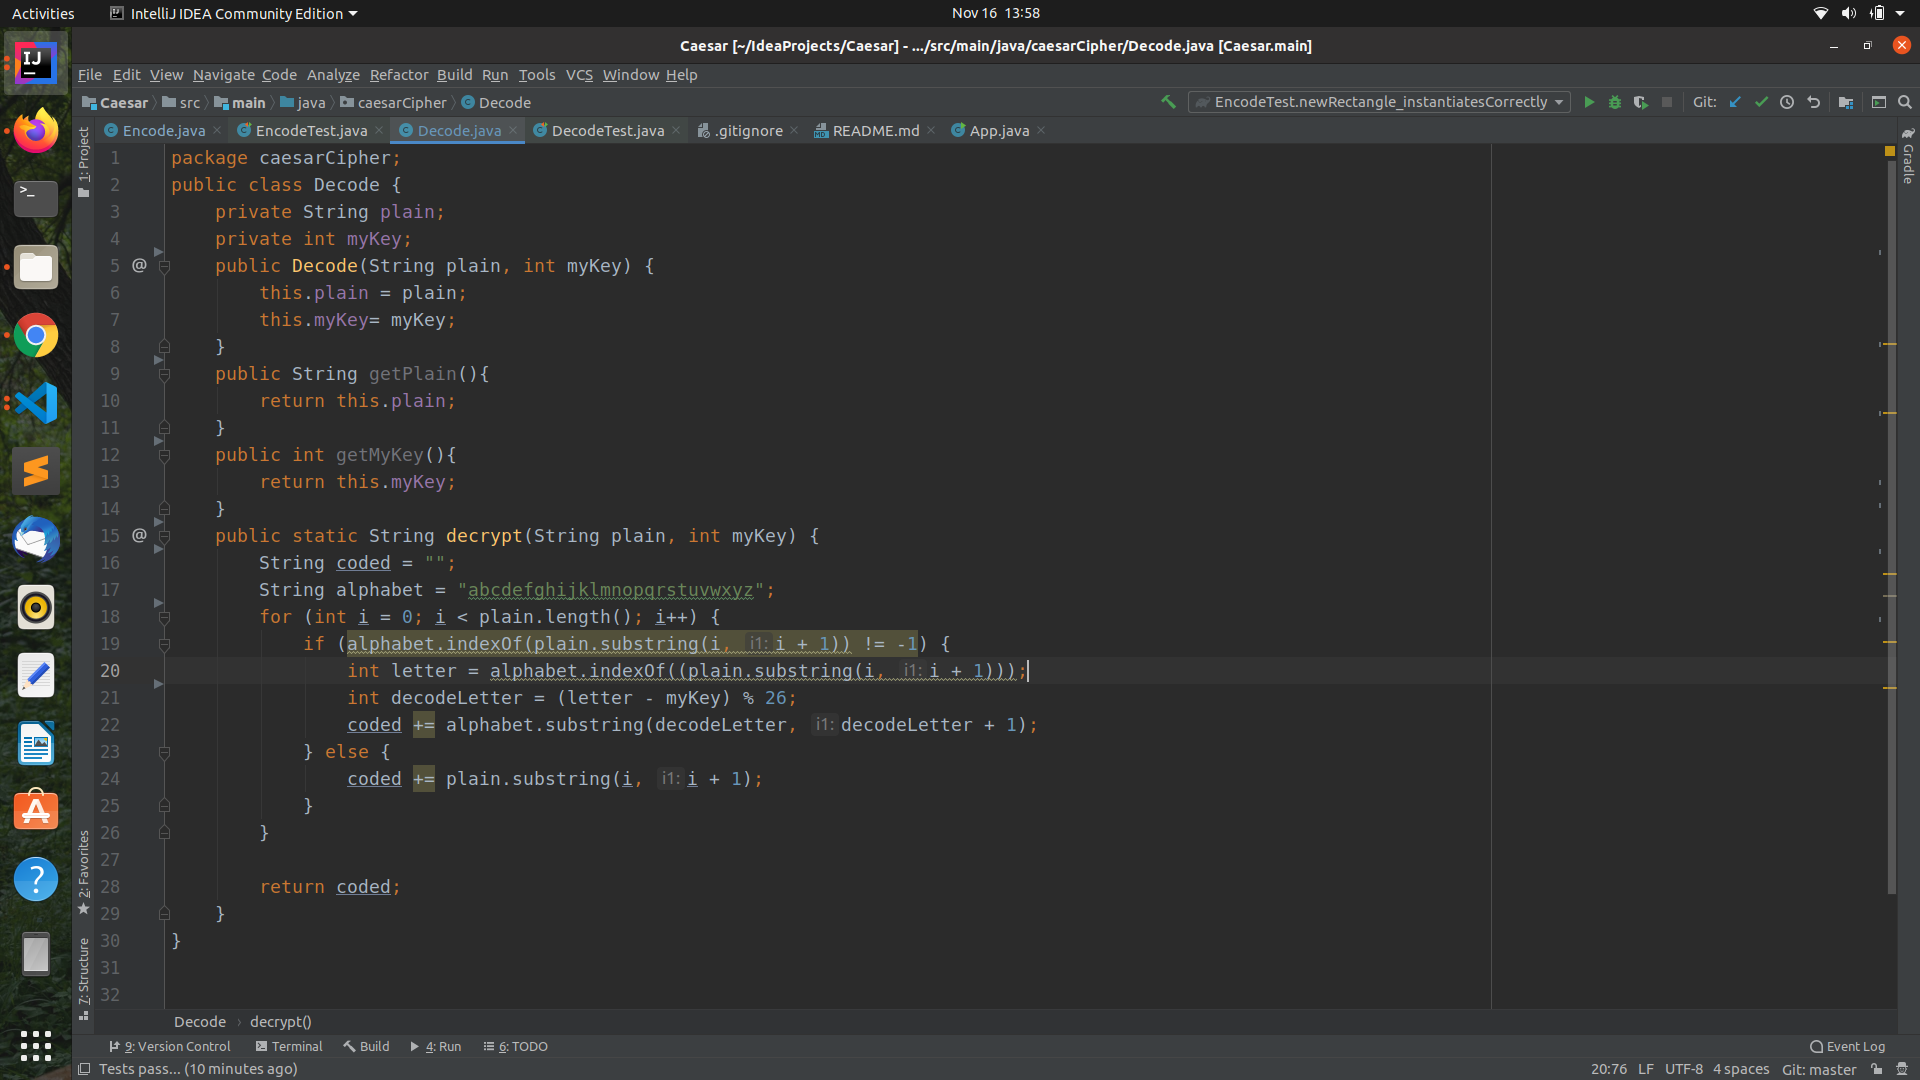 Activities
IntelliJ IDEA Community Edition
Nov 16 13:58
Caesar [~/IdeaProjects/Caesar] - .../src/main/java/caesarCipher/Decode.java [Caesar.main]
File Edit View Navigate Code Analyze Refactor Build Run Tools VCS Window Help
Caesar src main java caesarCipher Decode
EncodeTest.newRectangle_instantiatesCorrectly
Git:
Encode.java EncodeTest.java Decode.java DecodeTest.java .gitignore README.md App.java
1: Project
Gradle
1 package caesarCipher;
2 public class Decode {
3 private String plain;
4 private int myKey;
5 @ public Decode(String plain, int myKey) {
6 this.plain = plain;
7 this.myKey= myKey;
8 }
9 public String getPlain(){
10 return this.plain;
11 }
12 public int getMyKey(){
13 return this.myKey;
14 }
15 @ public static String decrypt(String plain, int myKey) {
16 String coded = "";
17 String alphabet = "abcdefghijklmnopqrstuvwxyz";
18 for (int i = 0; i < plain.length(); i++) {
19 if (alphabet.indexOf(plain.substring(i, i1: i + 1)) != -1) {
20 int letter = alphabet.indexOf((plain.substring(i, i1: i + 1)));
21 int decodeLetter = (letter - myKey) % 26;
22 coded += alphabet.substring(decodeLetter, i1: decodeLetter + 1);
23 } else {
24 coded += plain.substring(i, i1: i + 1);
25 }
26 }
27
28 return coded;
29 }
30 }
31
32
2: Favorites
7: Structure
Decode › decrypt()
9: Version Control Terminal Build 4: Run 6: TODO
Event Log
Tests pass... (10 minutes ago)
20:76 LF UTF-8 4 spaces Git: master